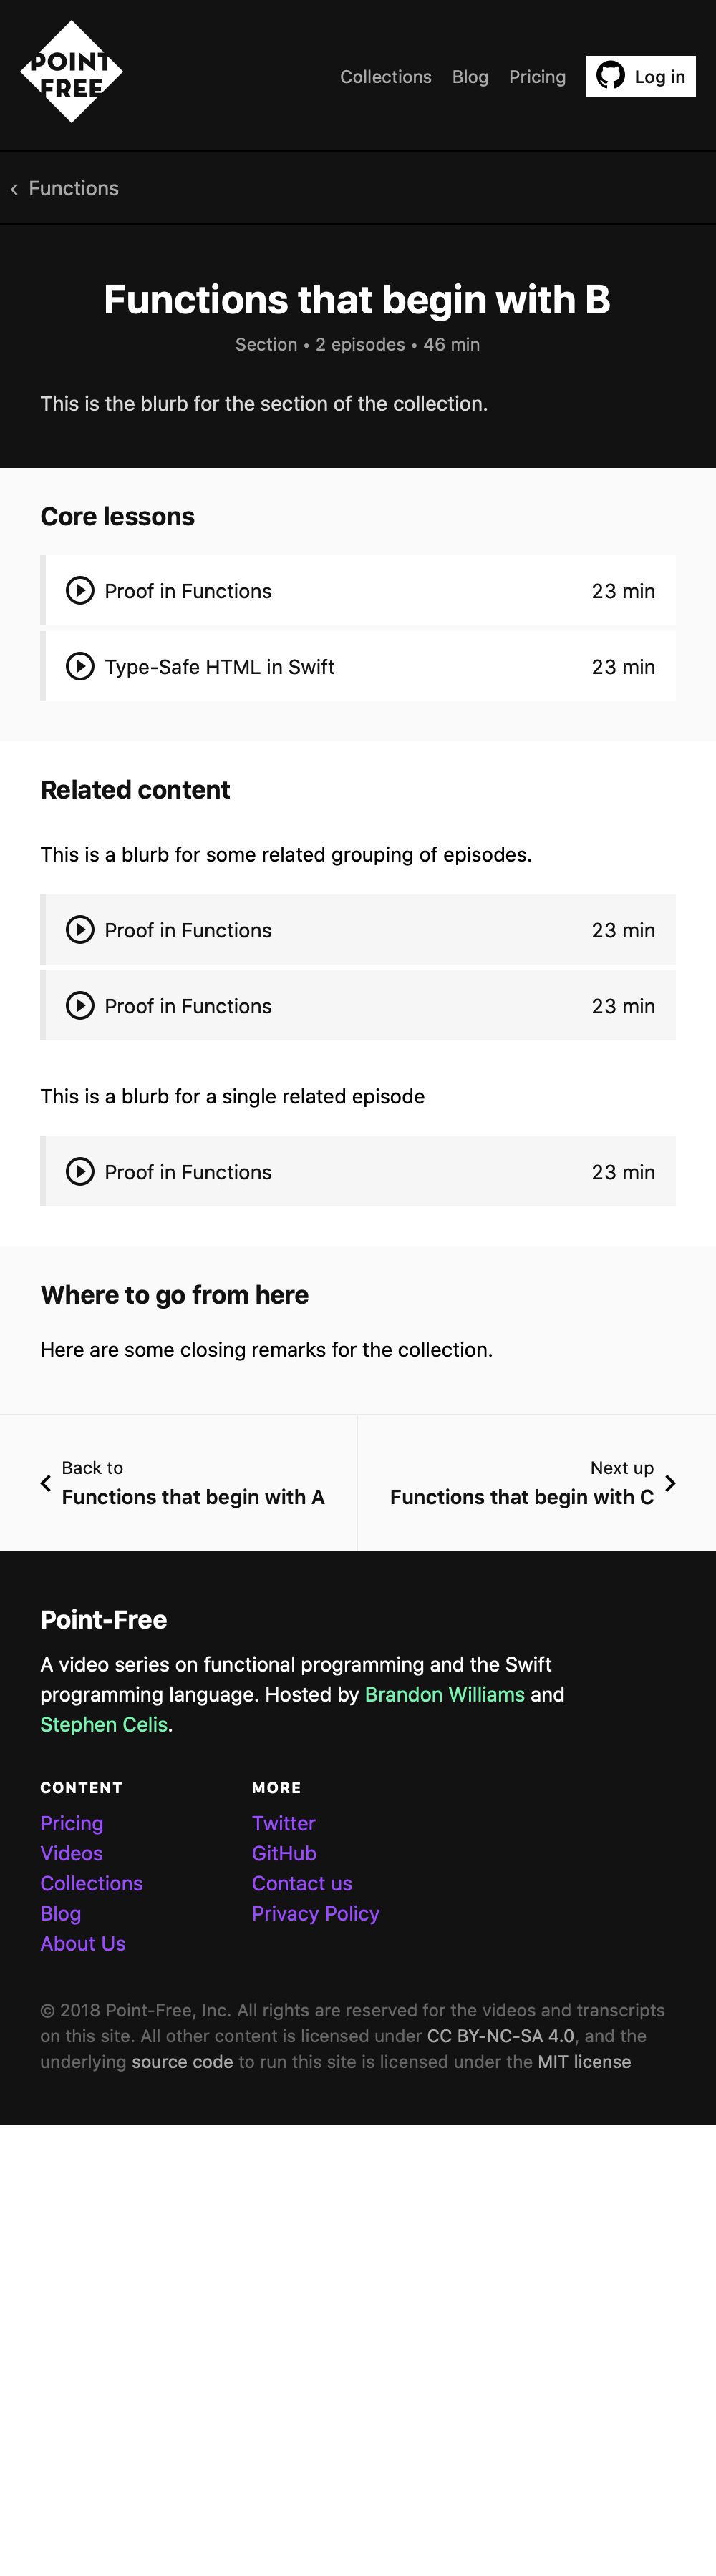 POINT
FREE
Collections
Blog
Pricing
Log in
Functions
Functions that begin with B
Section • 2 episodes • 46 min
This is the blurb for the section of the collection.
Core lessons
Proof in Functions 23 min
Type-Safe HTML in Swift 23 min
Related content
This is a blurb for some related grouping of episodes.
Proof in Functions 23 min
Proof in Functions 23 min
This is a blurb for a single related episode
Proof in Functions 23 min
Where to go from here
Here are some closing remarks for the collection.
Back to
Functions that begin with A
Next up
Functions that begin with C
Point-Free
A video series on functional programming and the Swift
programming language. Hosted by Brandon Williams and
Stephen Celis.
CONTENT
Pricing
Videos
Collections
Blog
About Us
MORE
Twitter
GitHub
Contact us
Privacy Policy
© 2018 Point-Free, Inc. All rights are reserved for the videos and transcripts
on this site. All other content is licensed under CC BY-NC-SA 4.0, and the
underlying source code to run this site is licensed under the MIT license